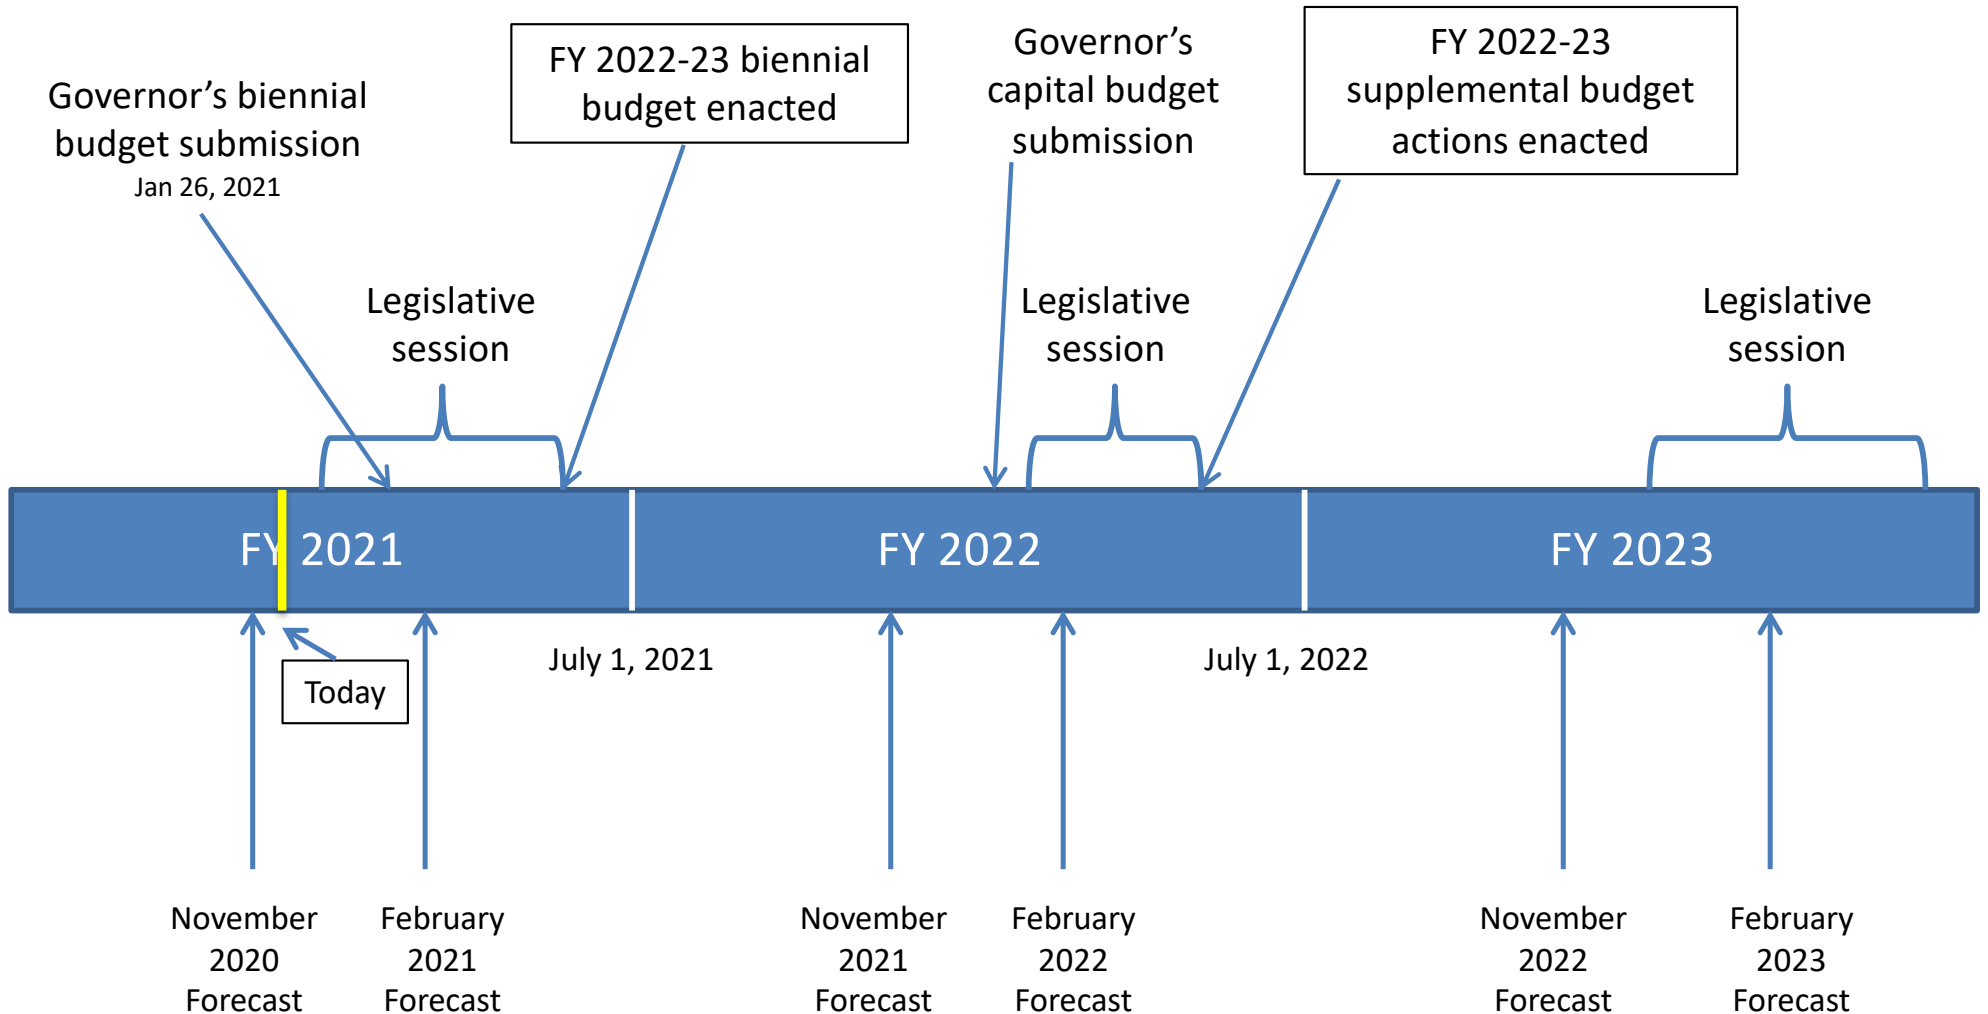 Governor’s biennial
budget submission
Jan 26, 2021
FY 2022-23 biennial
budget enacted
Governor’s
capital budget
submission
FY 2022-23
supplemental budget
actions enacted
Legislative
session
Legislative
session
Legislative
session
FY 2021
FY 2022
FY 2023
July 1, 2021
July 1, 2022
Today
November
2020
Forecast
February
2021
Forecast
November
2021
Forecast
February
2022
Forecast
November
2022
Forecast
February
2023
Forecast